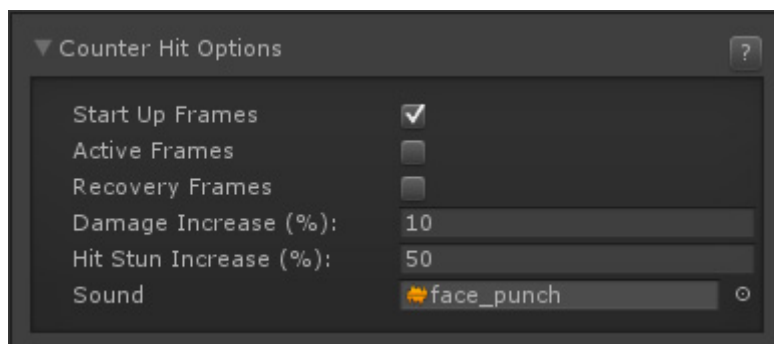 Counter Hit Options
?
Start Up Frames
Active Frames
Recovery Frames
Damage Increase (%): 10
Hit Stun Increase (%): 50
Sound face_punch